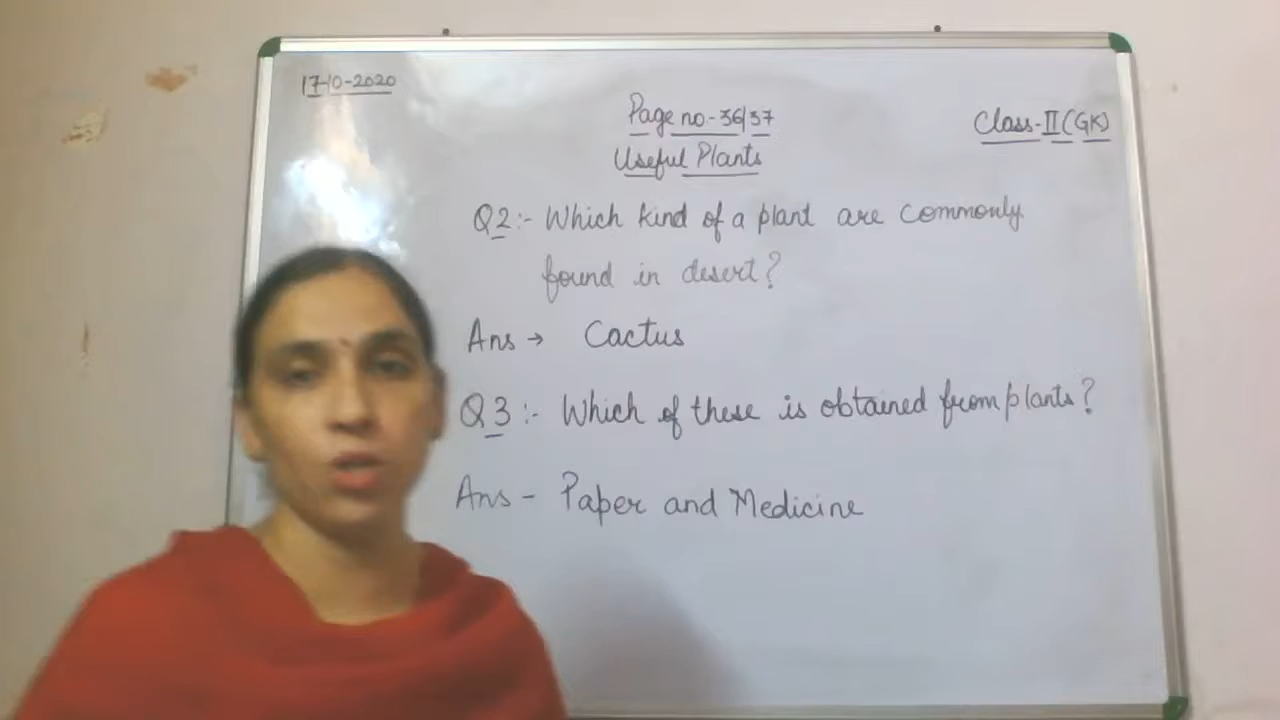 17-10-2020
Page no-36/37
Class-II(GK)
Useful Plants
Q2:- Which kind of a plant are commonly
found in desert?
Ans → Cactus
Q3:- Which of these is obtained from plants?
Ans - Paper and Medicine